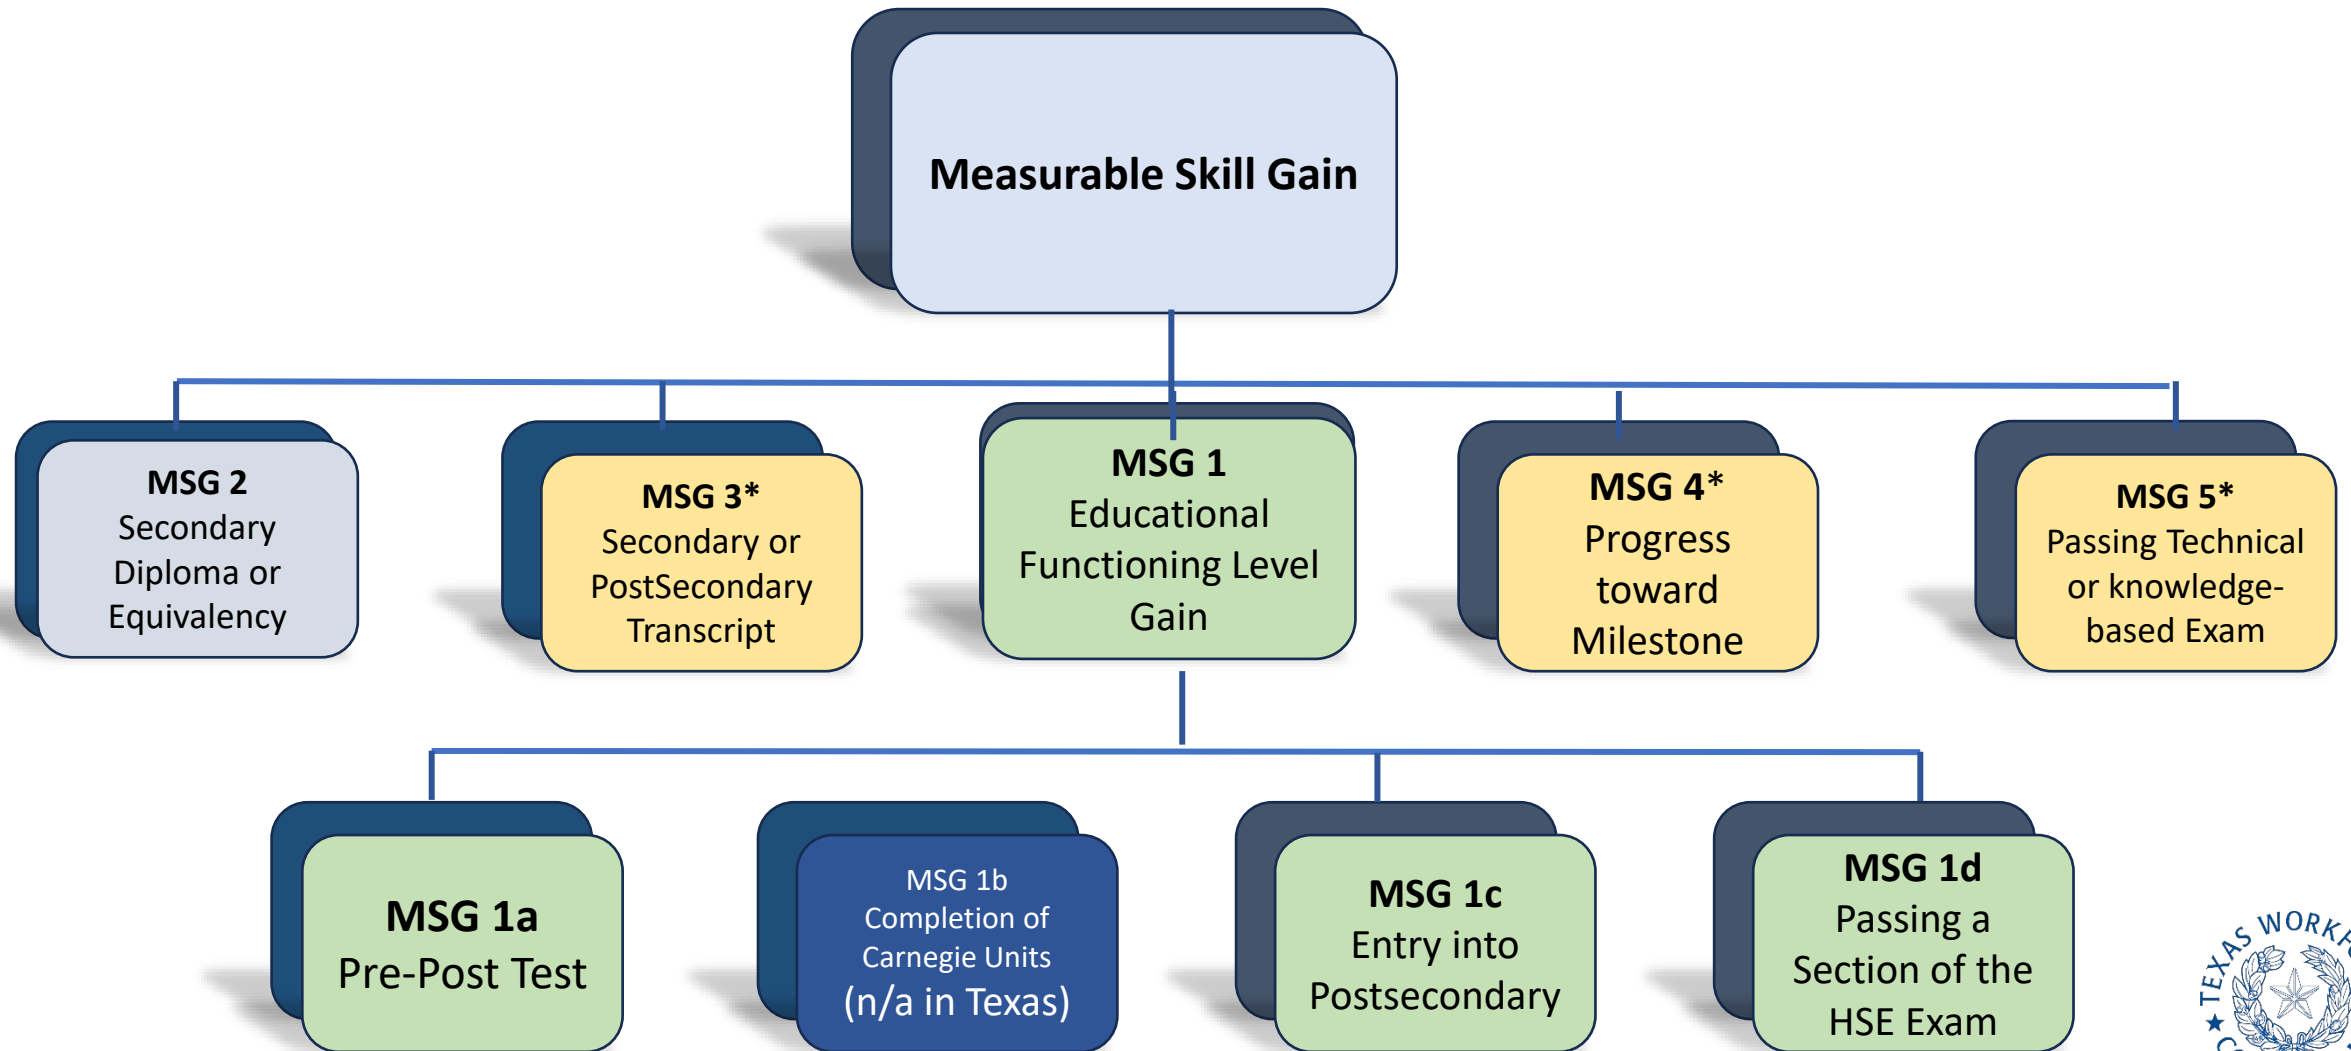 Measurable Skill Gain
MSG 2
Secondary
Diploma or
Equivalency
MSG 3*
Secondary or
PostSecondary
Transcript
MSG 1
Educational
Functioning Level
Gain
MSG 4*
Progress
toward
Milestone
MSG 5*
Passing Technical
or knowledge-
based Exam
MSG 1a
Pre-Post Test
MSG 1b
Completion of
Carnegie Units
(n/a in Texas)
MSG 1c
Entry into
Postsecondary
MSG 1d
Passing a
Section of the
HSE Exam
TEXAS